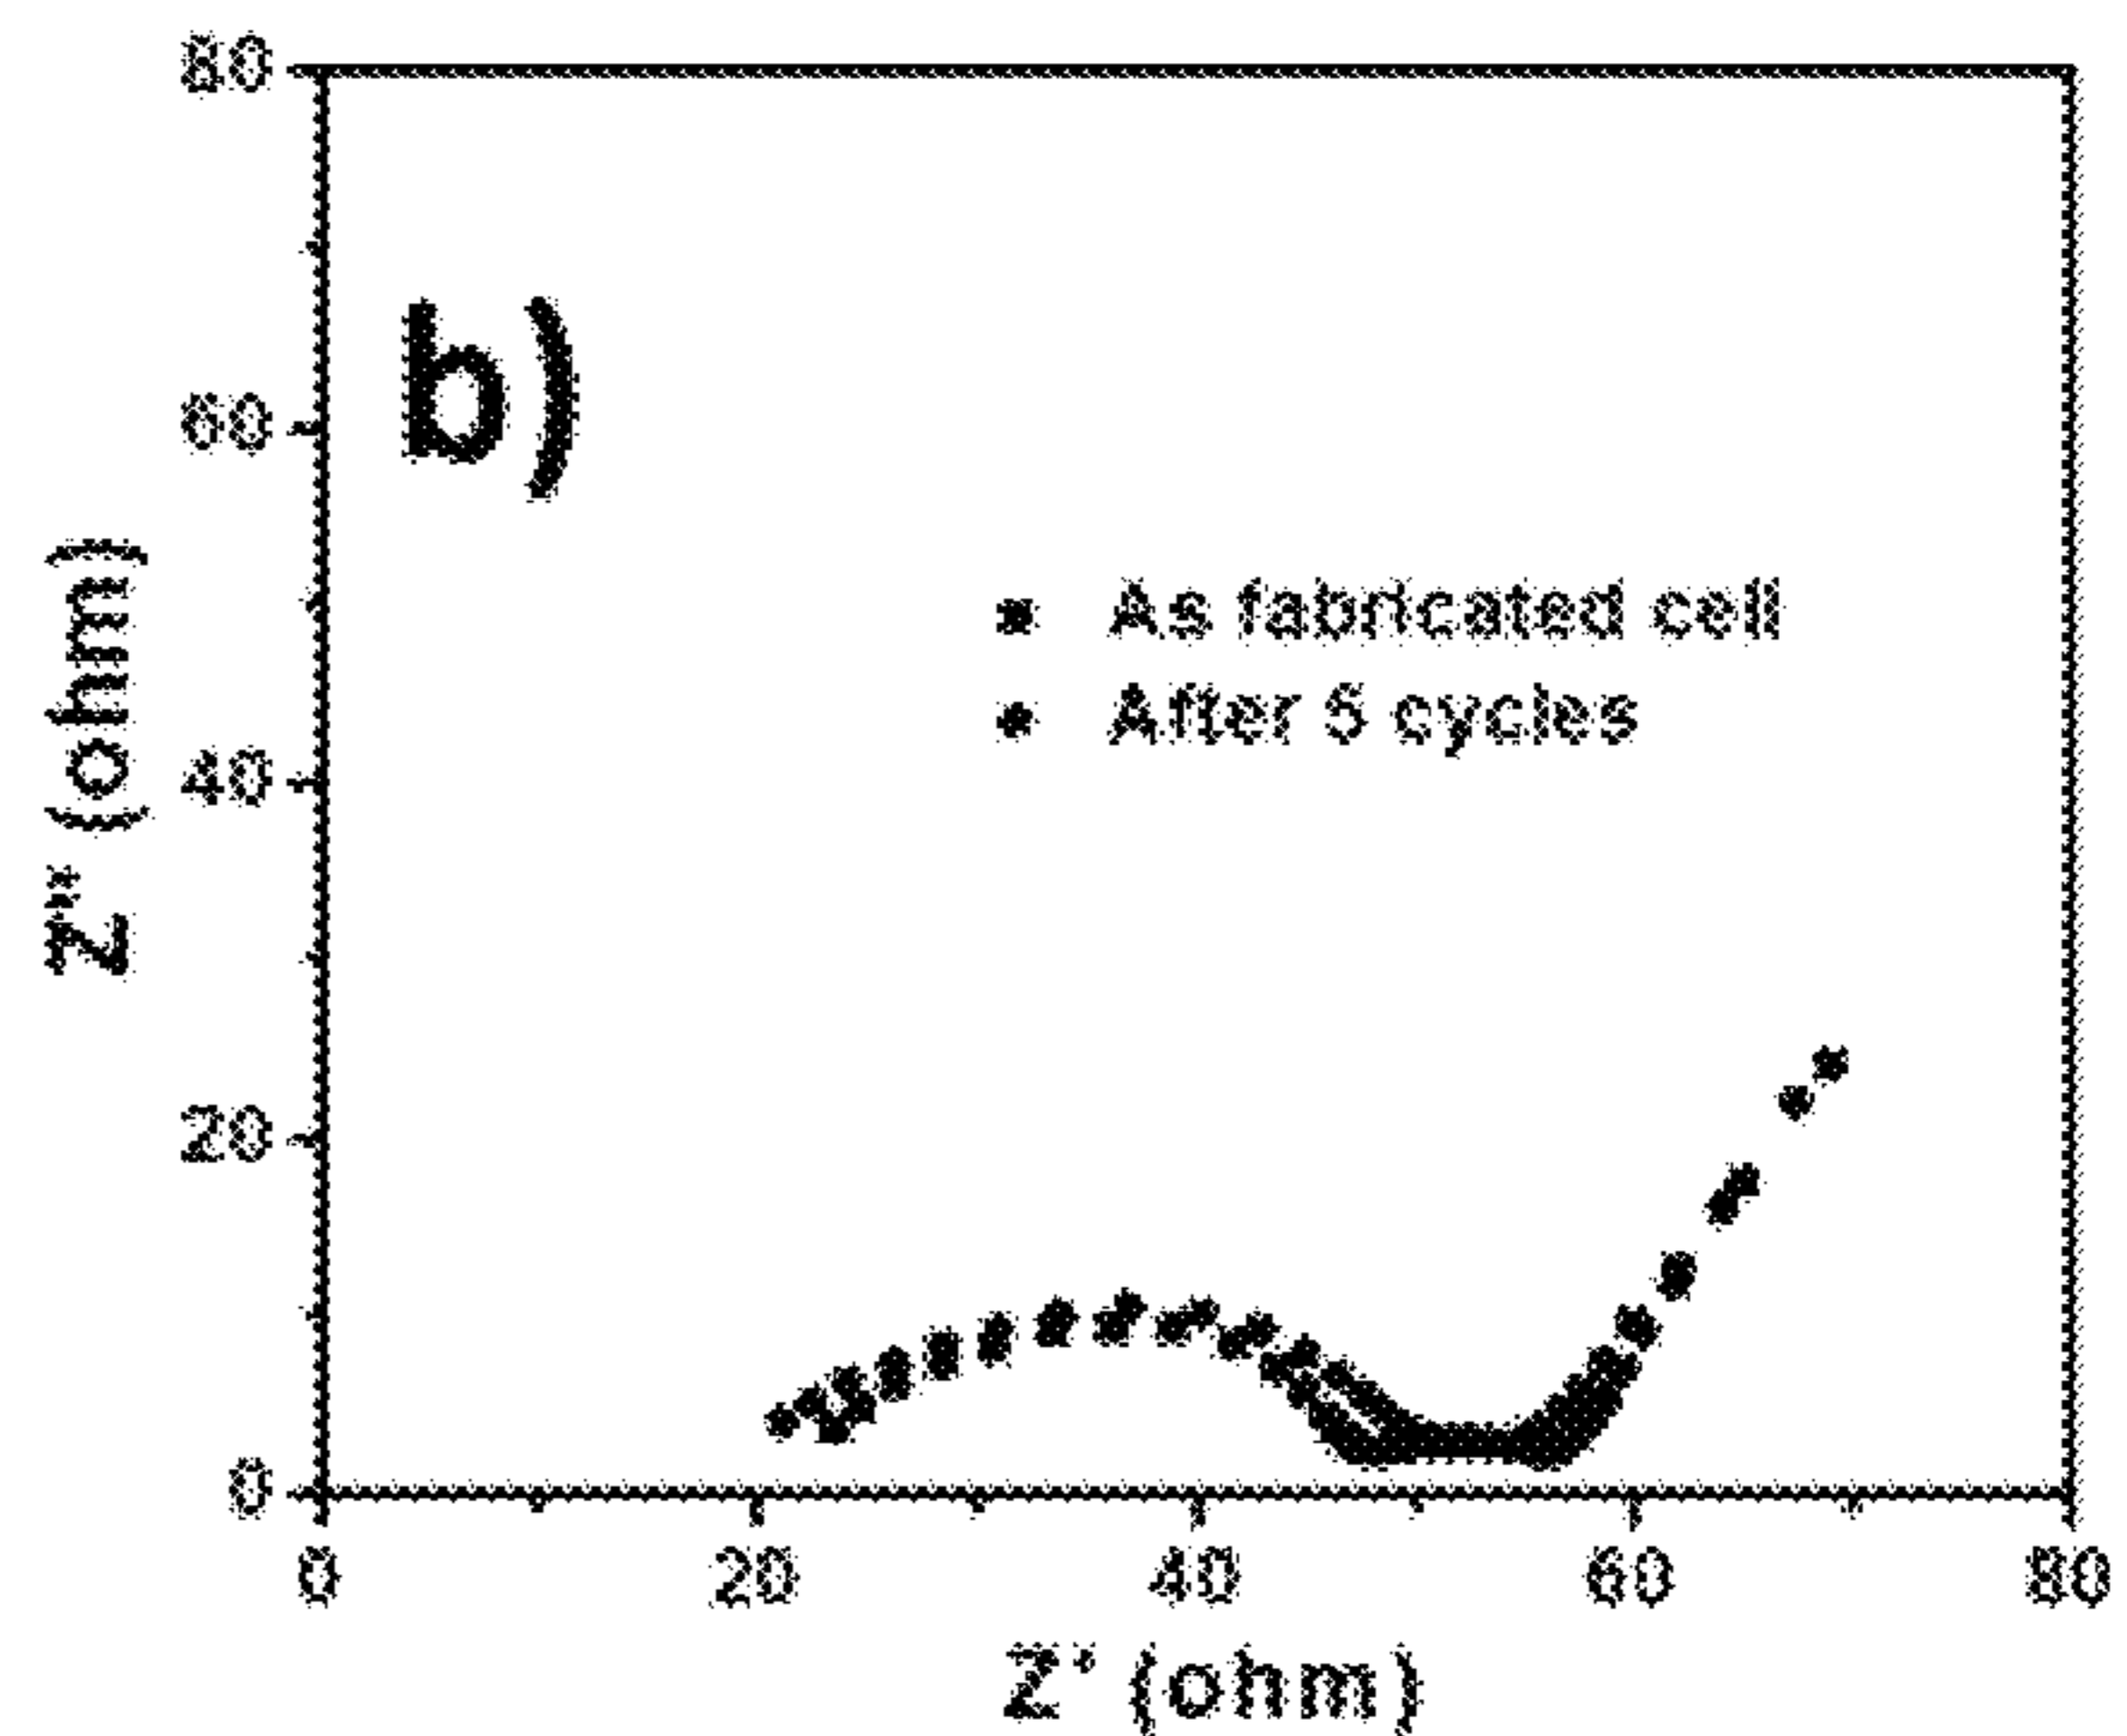 80
b)
60
As fabricated cell
After 5 cycles
40
Z" (ohm)
20
0
0 20 40 60 80
Z' (ohm)